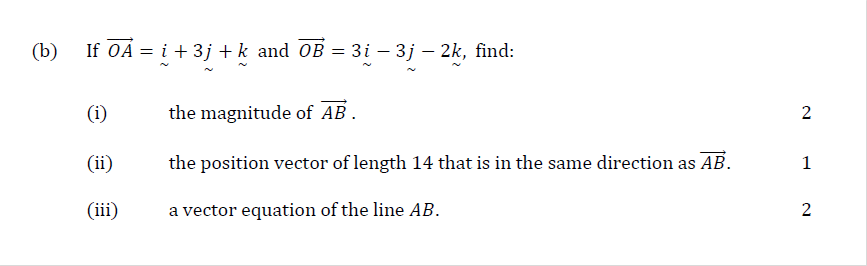 (b) If $\overrightarrow{OA} = \underset{\sim}{i} + 3\underset{\sim}{j} + \underset{\sim}{k}$ and $\overrightarrow{OB} = 3\underset{\sim}{i} - 3\underset{\sim}{j} - 2\underset{\sim}{k}$, find:
(i) the magnitude of $\overrightarrow{AB}$ . 2
(ii) the position vector of length 14 that is in the same direction as $\overrightarrow{AB}$. 1
(iii) a vector equation of the line $AB$. 2